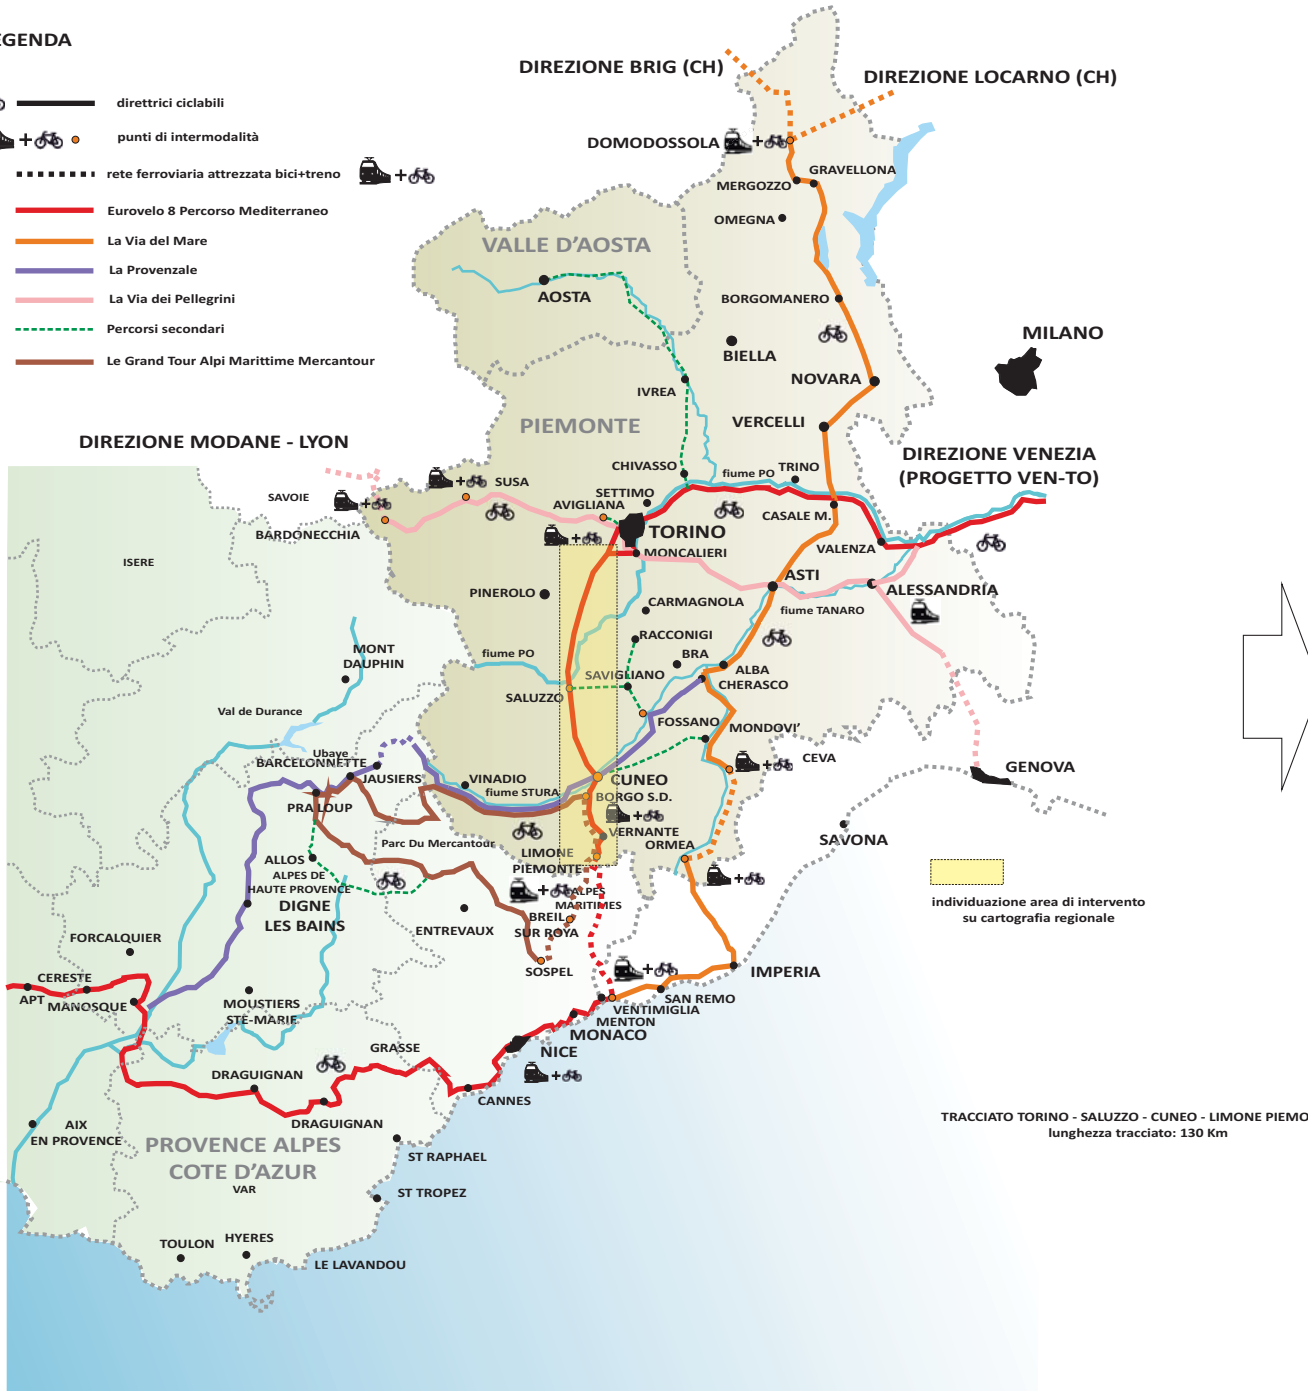 EGENDA
direttrici ciclabili
+ punti di intermodalità
rete ferroviaria attrezzata bici+treno +
Eurovelo 8 Percorso Mediterraneo
La Via del Mare
La Provenzale
La Via dei Pellegrini
Percorsi secondari
Le Grand Tour Alpi Marittime Mercantour
DIREZIONE BRIG (CH)
DIREZIONE LOCARNO (CH)
DOMODOSSOLA +
GRAVELLONA
MERGOZZO
OMEGNA
VALLE D'AOSTA
AOSTA
BORGOMANERO
MILANO
BIELLA
NOVARA
IVREA
PIEMONTE
VERCELLI
DIREZIONE MODANE - LYON
DIREZIONE VENEZIA
(PROGETTO VEN-TO)
CHIVASSO
fiume PO
TRINO
SAVOIE
+
+
SUSA
SETTIMO
AVIGLIANA
CASALE M.
BARDONECCHIA
+
TORINO
MONCALIERI
VALENZA
ISERE
ASTI
PINEROLO
ALESSANDRIA
CARMAGNOLA
fiume TANARO
RACCONIGI
MONT
DAUPHIN
fiume PO
BRA
SAVIGLIANO
ALBA
CHERASCO
SALUZZO
Val de Durance
FOSSANO
MONDOVI'
Ubaye
BARCELONNETTE
JAUSIERS
+
CEVA
VINADIO
CUNEO
fiume STURA
BORGO S.D.
GENOVA
PRA LOUP
+
VERNANTE
Parc Du Mercantour
ORMEA
SAVONA
LIMONE
PIEMONTE
ALLOS
ALPES DE
HAUTE PROVENCE
+
+
ALPES
MARITIMES
individuazione area di intervento
su cartografia regionale
DIGNE
LES BAINS
BREIL
SUR ROYA
ENTREVAUX
FORCALQUIER
SOSPEL
+
IMPERIA
CERESTE
APT
MANOSQUE
MOUSTIERS
STE-MARIE
SAN REMO
VENTIMIGLIA
MENTON
MONACO
GRASSE
NICE
DRAGUIGNAN
+
CANNES
TRACCIATO TORINO - SALUZZO - CUNEO - LIMONE PIEMO
lunghezza tracciato: 130 Km
AIX
EN PROVENCE
DRAGUIGNAN
PROVENCE ALPES
COTE D'AZUR
ST RAPHAEL
VAR
ST TROPEZ
TOULON
HYERES
LE LAVANDOU